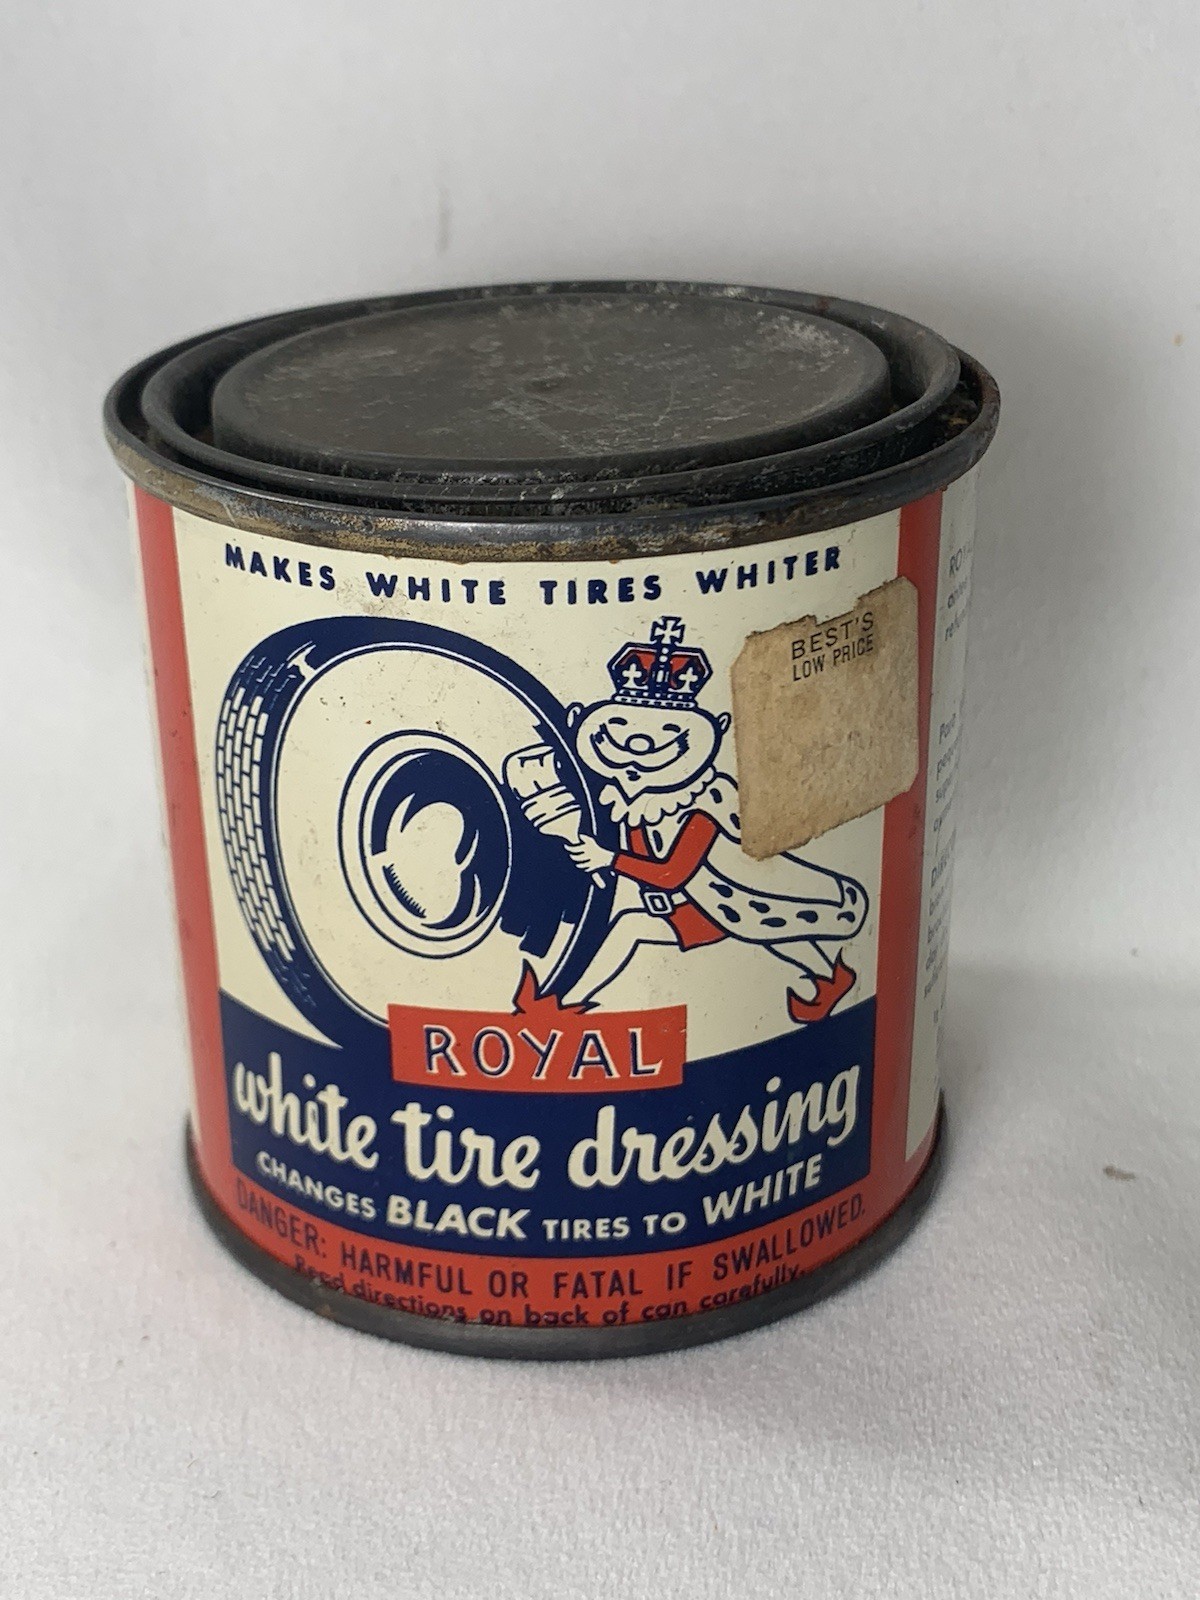 MAKES WHITE TIRES WHITER
BEST'S
LOW PRICE
ROYAL
white tire dressing
CHANGES BLACK TIRES TO WHITE
DANGER: HARMFUL OR FATAL IF SWALLOWED.
Read directions on back of can carefully.